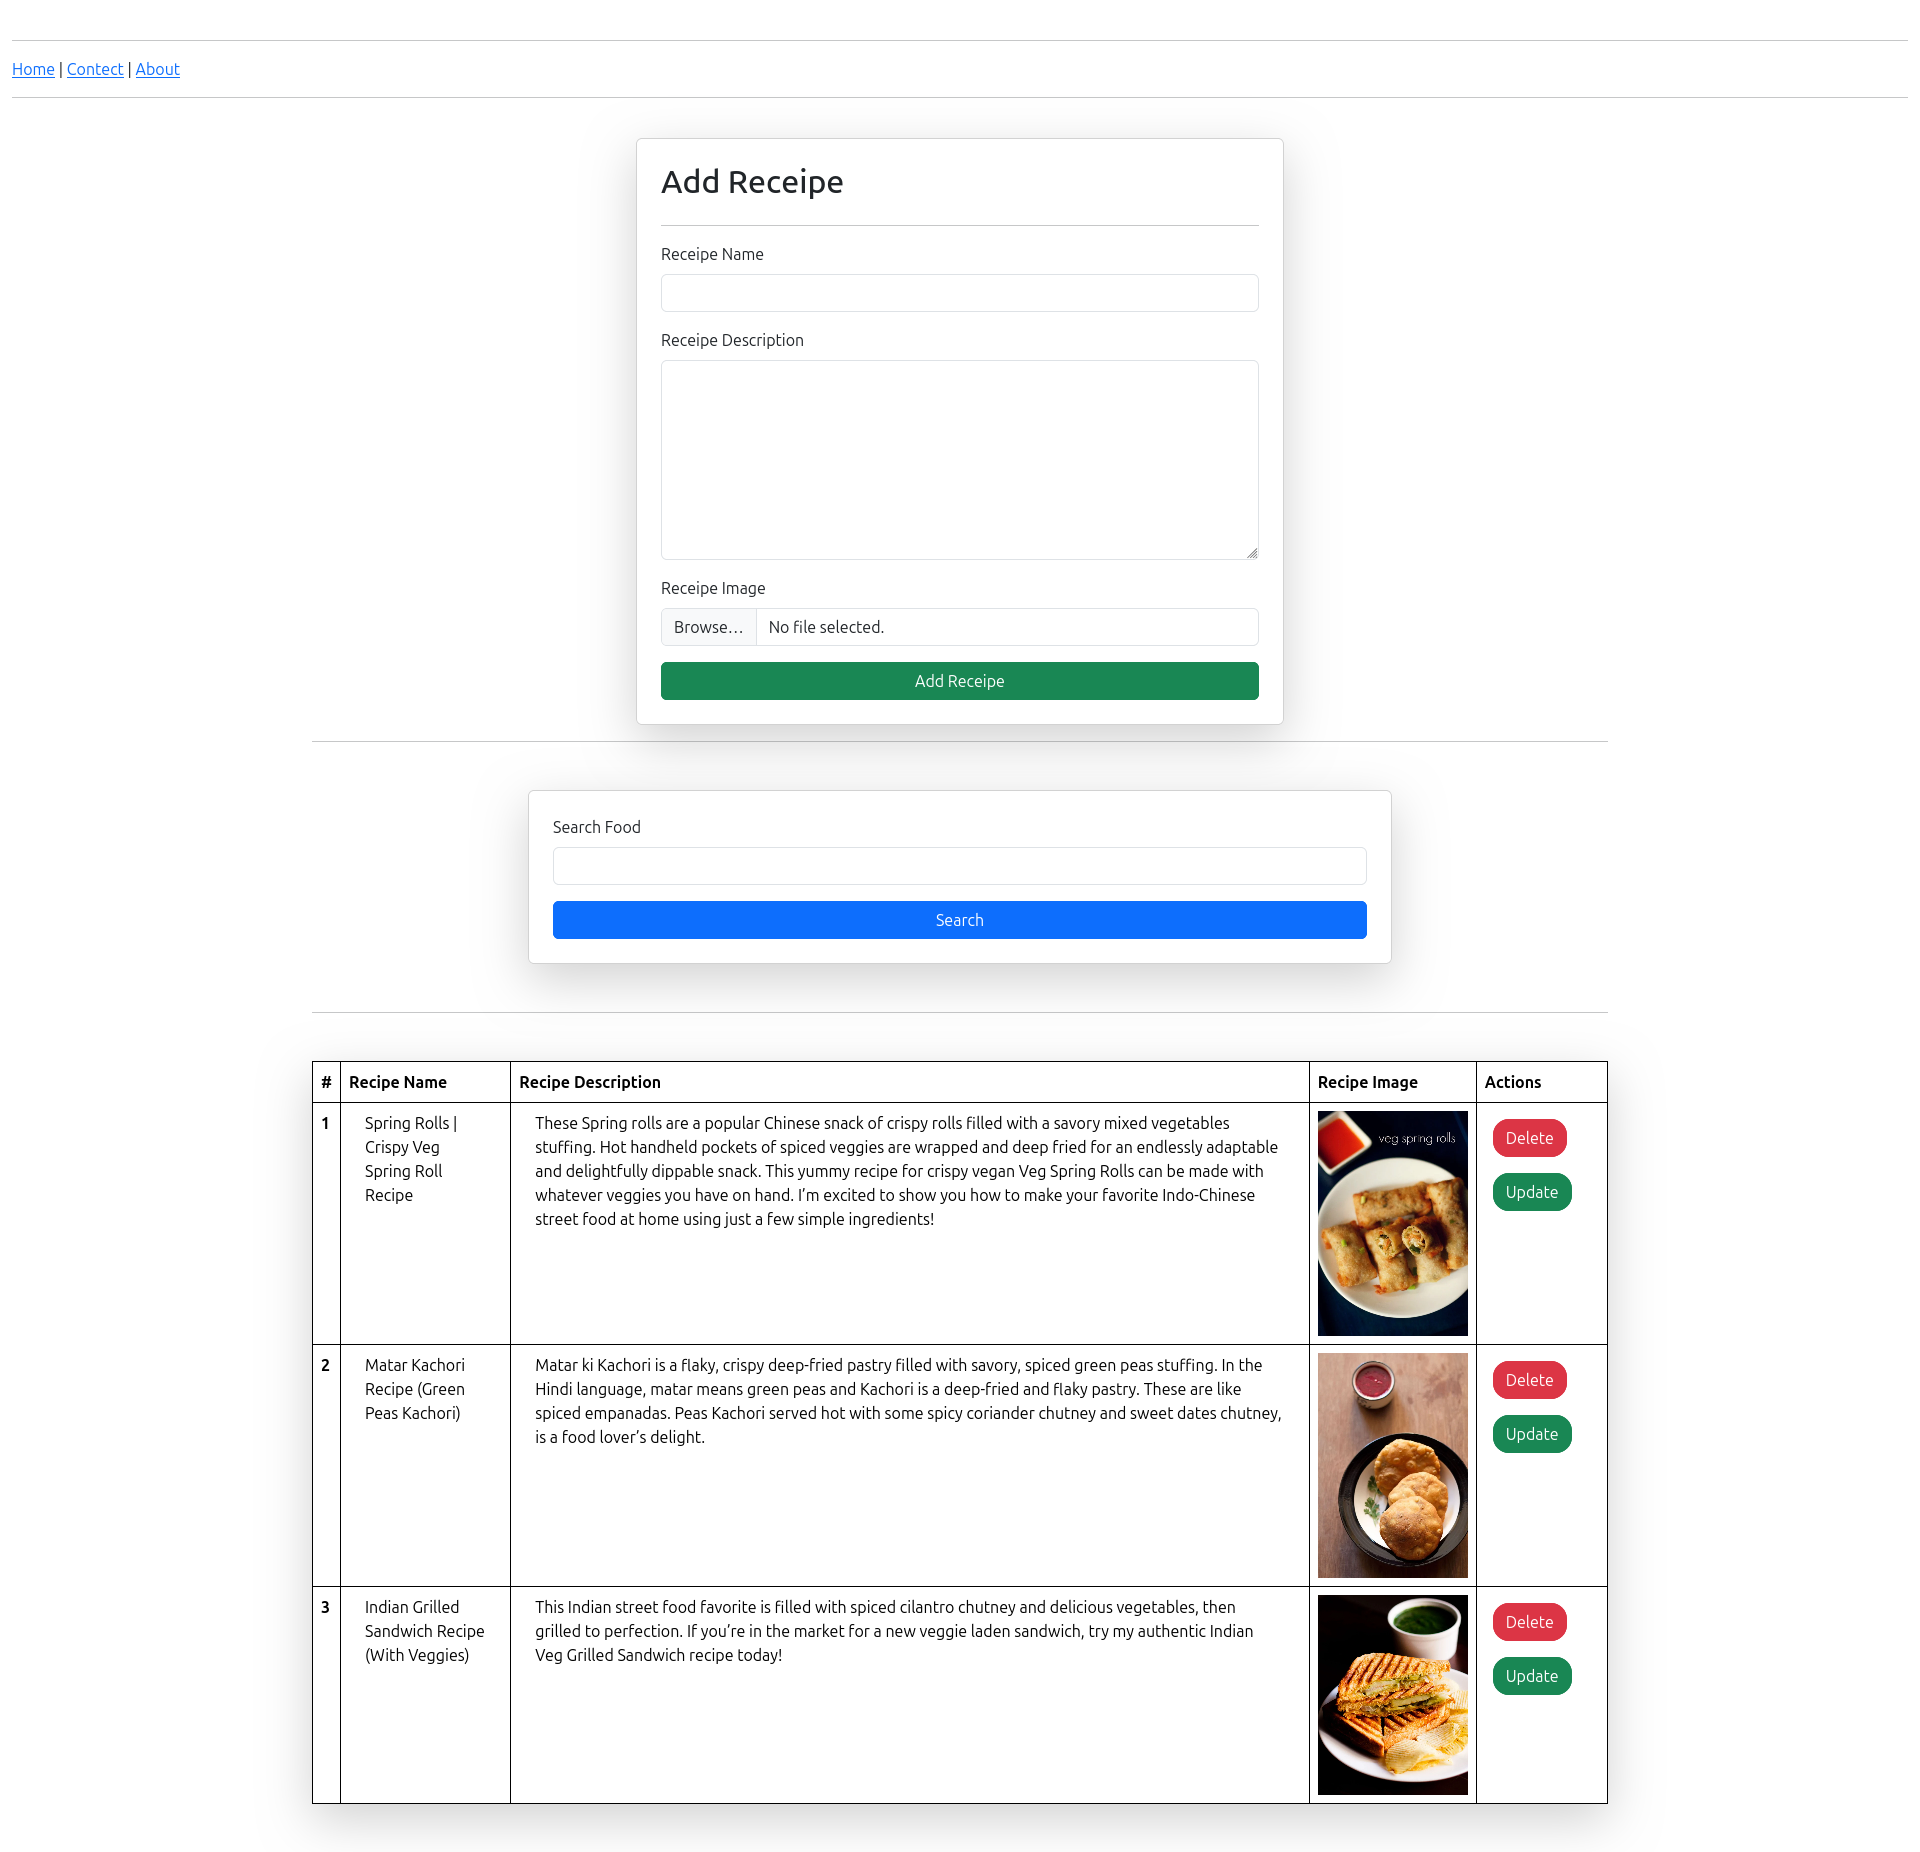 Home | Contect | About
Add Receipe
Receipe Name
Receipe Description
Receipe Image
Browse… No file selected.
Add Receipe
Search Food
Search
# Recipe Name Recipe Description Recipe Image Actions
1 Spring Rolls |
Crispy Veg
Spring Roll
Recipe
These Spring rolls are a popular Chinese snack of crispy rolls filled with a savory mixed vegetables
stuffing. Hot handheld pockets of spiced veggies are wrapped and deep fried for an endlessly adaptable
and delightfully dippable snack. This yummy recipe for crispy vegan Veg Spring Rolls can be made with
whatever veggies you have on hand. I’m excited to show you how to make your favorite Indo-Chinese
street food at home using just a few simple ingredients!
veg spring rolls
Delete
Update
2 Matar Kachori
Recipe (Green
Peas Kachori)
Matar ki Kachori is a flaky, crispy deep-fried pastry filled with savory, spiced green peas stuffing. In the
Hindi language, matar means green peas and Kachori is a deep-fried and flaky pastry. These are like
spiced empanadas. Peas Kachori served hot with some spicy coriander chutney and sweet dates chutney,
is a food lover’s delight.
Delete
Update
3 Indian Grilled
Sandwich Recipe
(With Veggies)
This Indian street food favorite is filled with spiced cilantro chutney and delicious vegetables, then
grilled to perfection. If you’re in the market for a new veggie laden sandwich, try my authentic Indian
Veg Grilled Sandwich recipe today!
Delete
Update